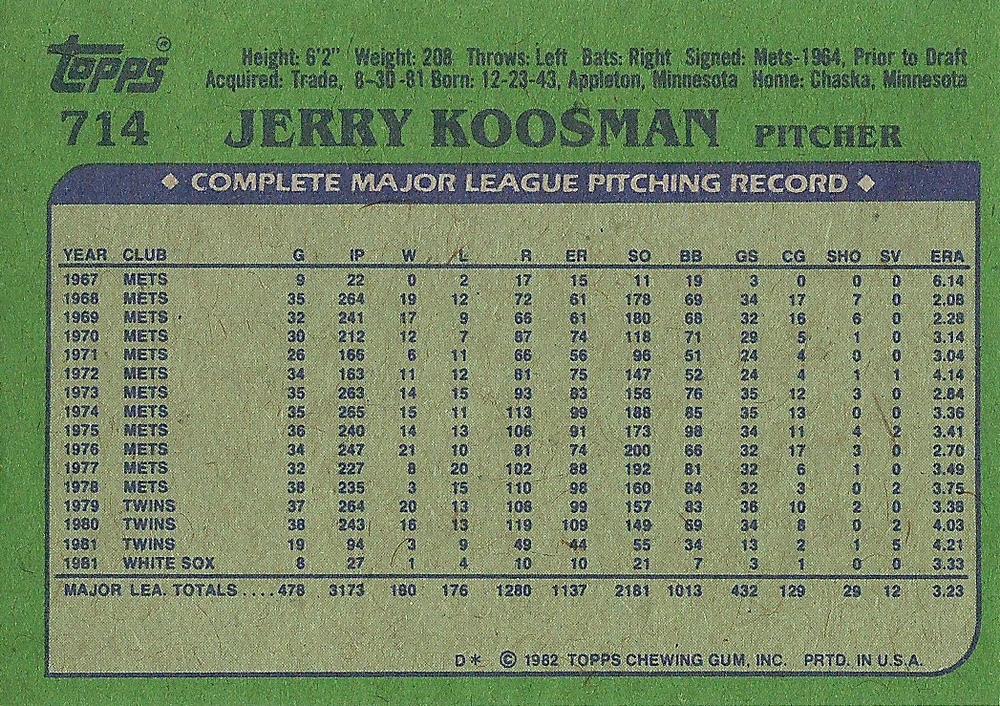 TOPPS®
Height: 6'2" Weight: 208 Throws: Left Bats: Right Signed: Mets-1964, Prior to Draft
Acquired: Trade, 8-30-81 Born: 12-23-43, Appleton, Minnesota Home: Chaska, Minnesota
714 JERRY KOOSMAN PITCHER
◆ COMPLETE MAJOR LEAGUE PITCHING RECORD ◆
YEAR CLUB G IP W L R ER SO BB GS CG SHO SV ERA
1967 METS 9 22 0 2 17 15 11 19 3 0 0 0 6.14
1968 METS 35 264 19 12 72 61 178 69 34 17 7 0 2.08
1969 METS 32 241 17 9 66 61 180 68 32 16 6 0 2.28
1970 METS 30 212 12 7 87 74 118 71 29 5 1 0 3.14
1971 METS 26 166 6 11 66 56 96 51 24 4 0 0 3.04
1972 METS 34 163 11 12 81 75 147 52 24 4 1 1 4.14
1973 METS 35 263 14 15 93 83 156 76 35 12 3 0 2.84
1974 METS 35 265 15 11 113 99 188 85 35 13 0 0 3.36
1975 METS 36 240 14 13 106 91 173 98 34 11 4 2 3.41
1976 METS 34 247 21 10 81 74 200 66 32 17 3 0 2.70
1977 METS 32 227 8 20 102 88 192 81 32 6 1 0 3.49
1978 METS 38 235 3 15 110 98 160 84 32 3 0 2 3.75
1979 TWINS 37 264 20 13 108 99 157 83 36 10 2 0 3.38
1980 TWINS 38 243 16 13 119 109 149 69 34 8 0 2 4.03
1981 TWINS 19 94 3 9 49 44 55 34 13 2 1 5 4.21
1981 WHITE SOX 8 27 1 4 10 10 21 7 3 1 0 0 3.33
MAJOR LEA. TOTALS .... 478 3173 180 176 1280 1137 2181 1013 432 129 29 12 3.23
D* © 1982 TOPPS CHEWING GUM, INC. PRTD. IN U.S.A.